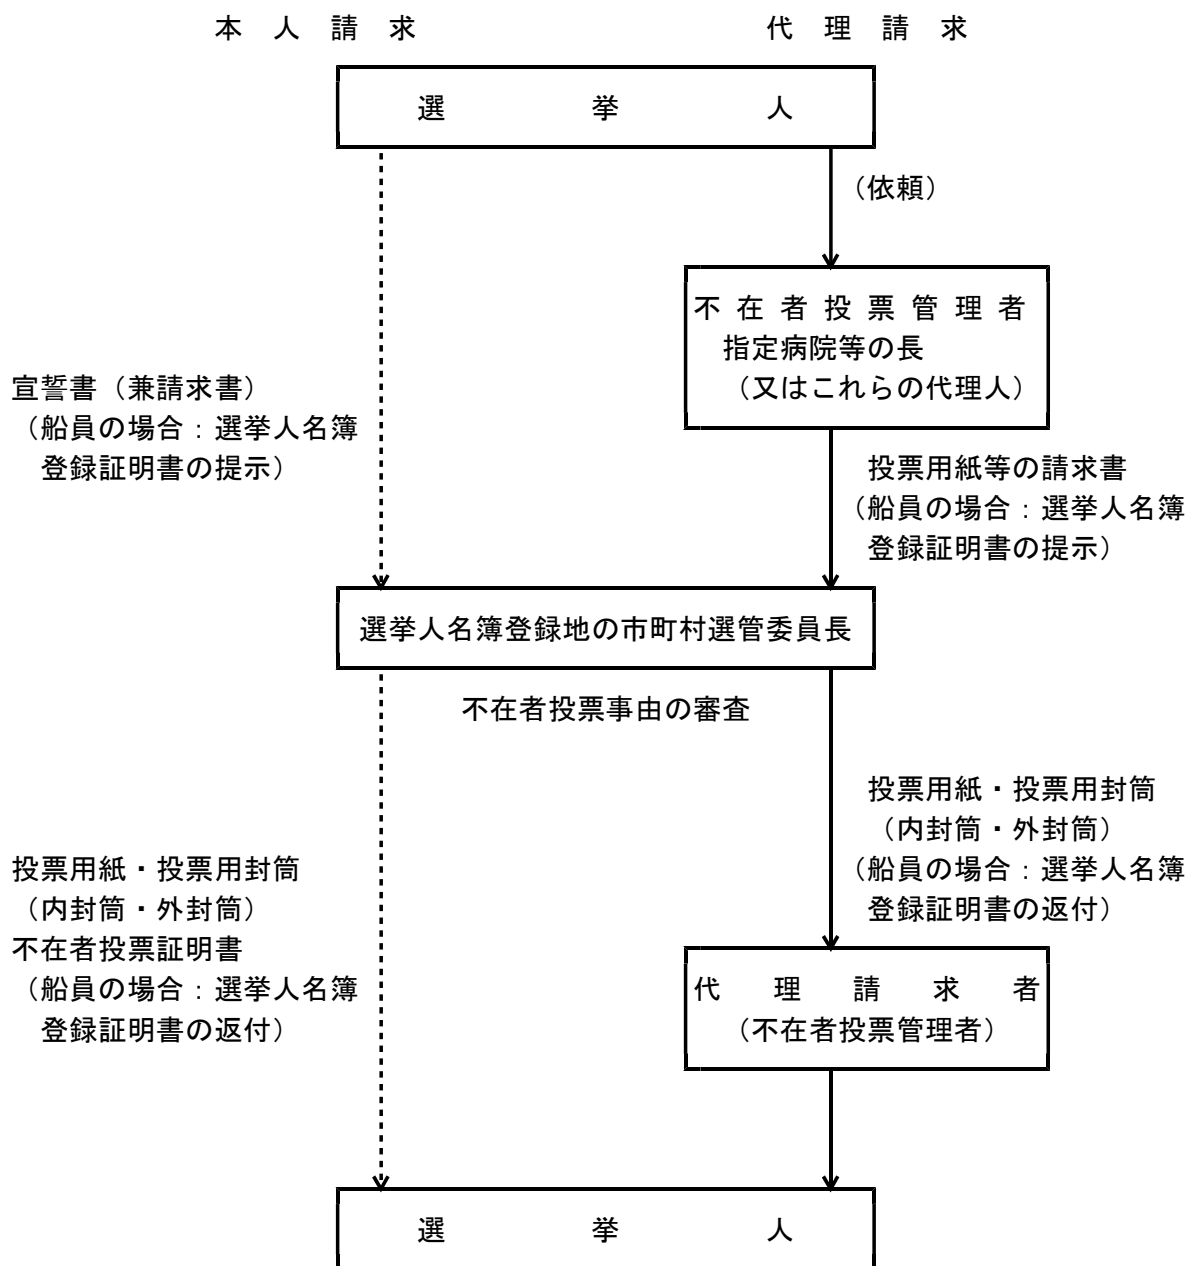 本人請求
代理請求
選挙人
（依頼）
不在者投票管理者
指定病院等の長
（又はこれらの代理人）
宣誓書（兼請求書）
（船員の場合：選挙人名簿
登録証明書の提示）
投票用紙等の請求書
（船員の場合：選挙人名簿
登録証明書の提示）
選挙人名簿登録地の市町村選管委員長
不在者投票事由の審査
投票用紙・投票用封筒
（内封筒・外封筒）
（船員の場合：選挙人名簿
登録証明書の返付）
投票用紙・投票用封筒
（内封筒・外封筒）
不在者投票証明書
（船員の場合：選挙人名簿
登録証明書の返付）
代理請求者
（不在者投票管理者）
選挙人